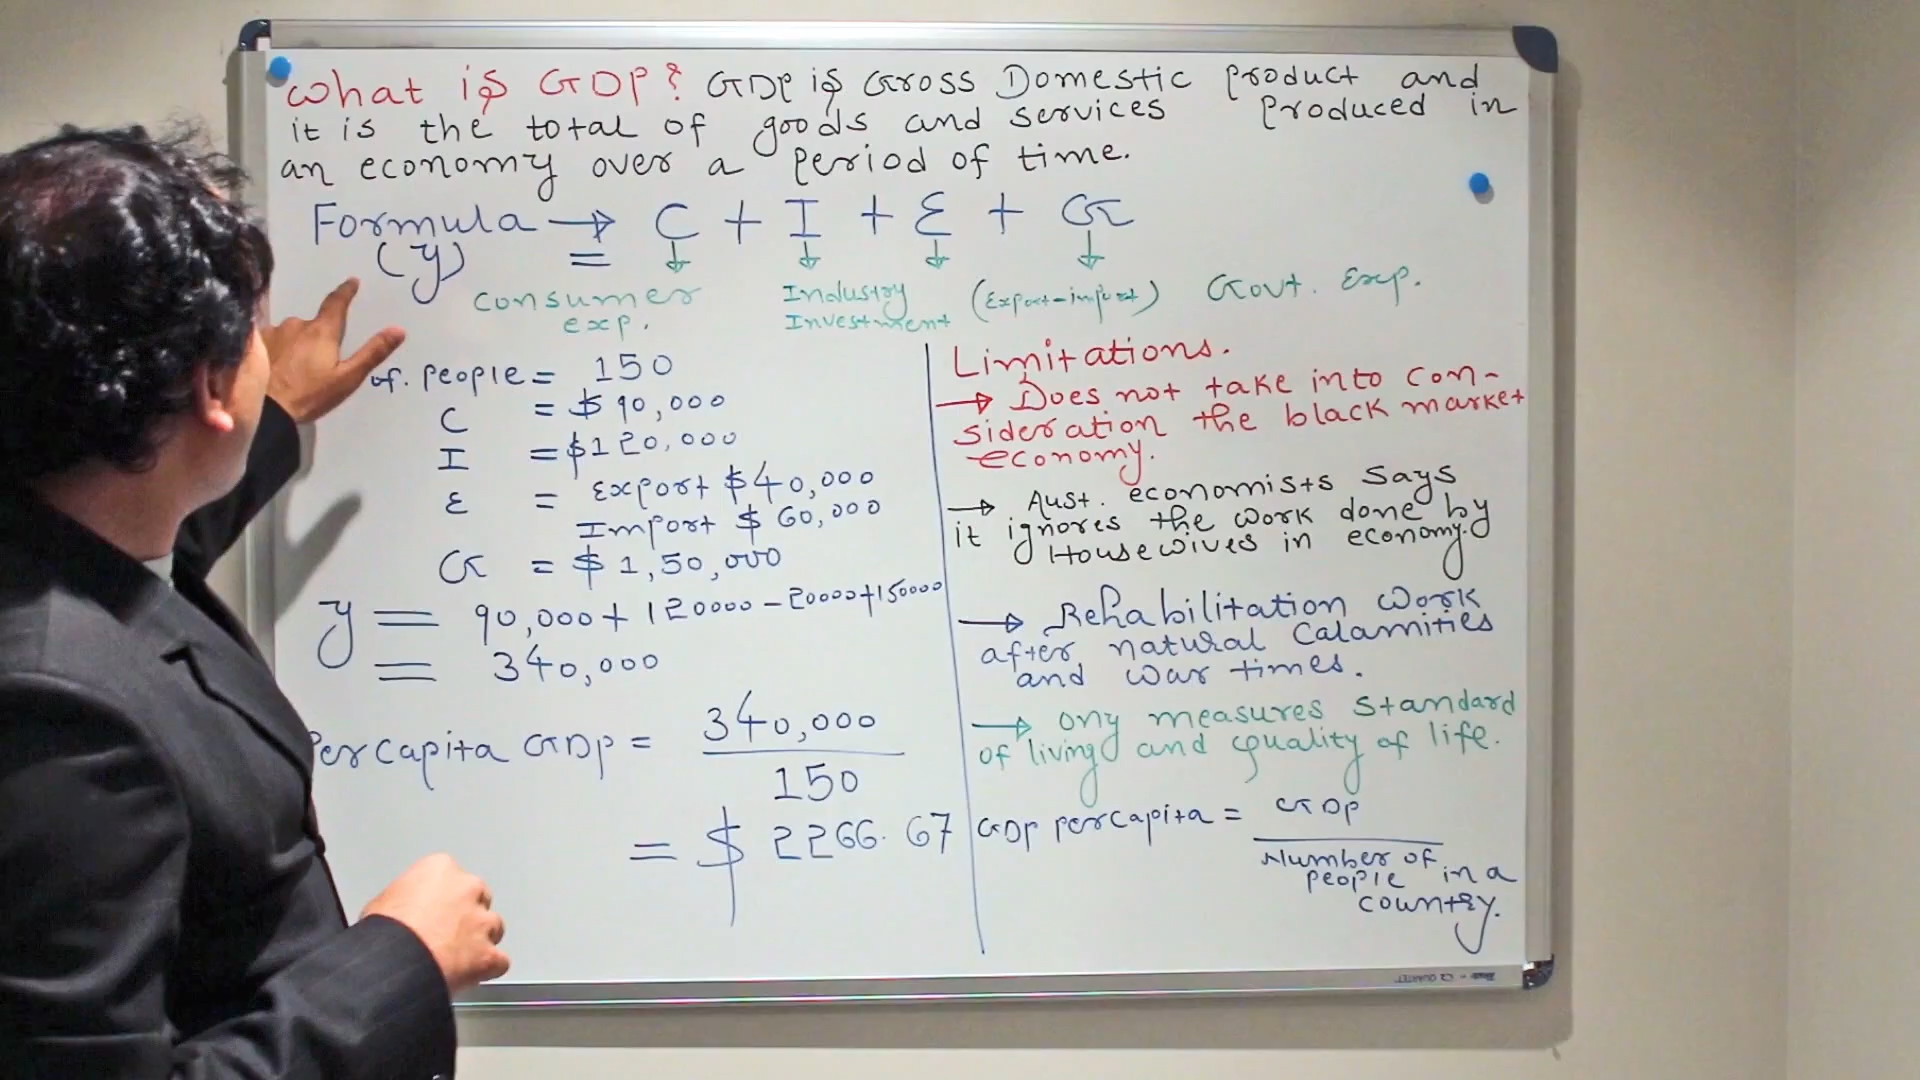 What is GDP? GDP is Gross Domestic product and
it is the total of goods and services produced in
an economy over a period of time.
Formula → C + I + E + G
(y) =
consumer exp.
Industry Investment
(Export-import)
Govt. Exp.
of. people = 150
C = $ 90,000
I = $120,000
E = Export $40,000
Import $ 60,000
G = $ 1,50,000
y = 90,000 + 120000 - 20000 + 150000
= 340,000
Per capita GDP = 340,000
150
= $ 2266.67
Limitations.
→ Does not take into con-
sideration the black market
economy.
→ Aust. economists says
it ignores the work done by
Housewives in economy.
→ Rehabilitation work
after natural calamities
and war times.
→ ony measures standard
of living and quality of life.
GDP per capita = GDP
Number of
people in a
country.